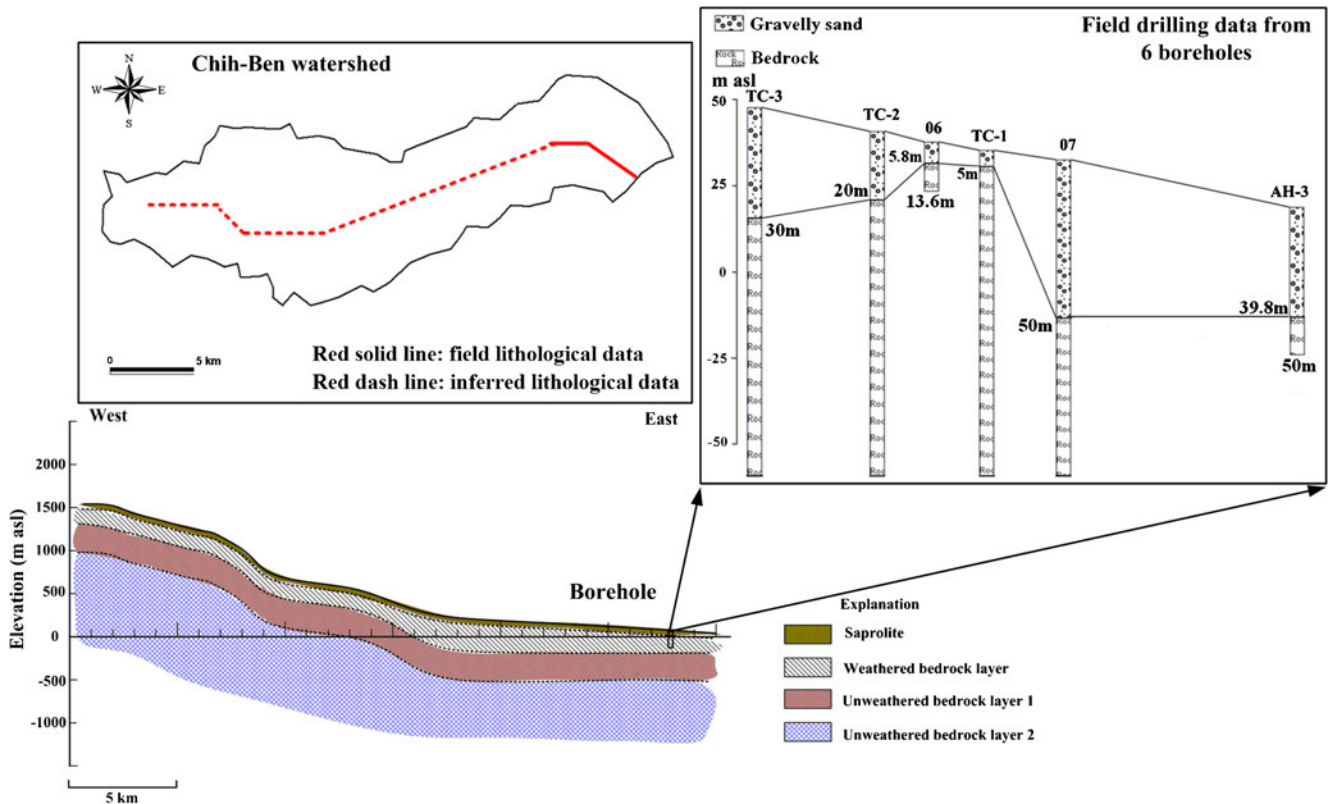 Chih-Ben watershed
N
W E
S
0 5 km
Red solid line: field lithological data
Red dash line: inferred lithological data
Gravelly sand
Bedrock
Rock
Ro
Field drilling data from
6 boreholes
m asl
50
25
0
-25
-50
TC-3
TC-2
06
TC-1
07
AH-3
5.8m
5m
20m
13.6m
30m
50m
39.8m
50m
West East
Elevation (m asl)
2000
1500
1000
500
0
-500
-1000
Borehole
5 km
Explanation
Saprolite
Weathered bedrock layer
Unweathered bedrock layer 1
Unweathered bedrock layer 2